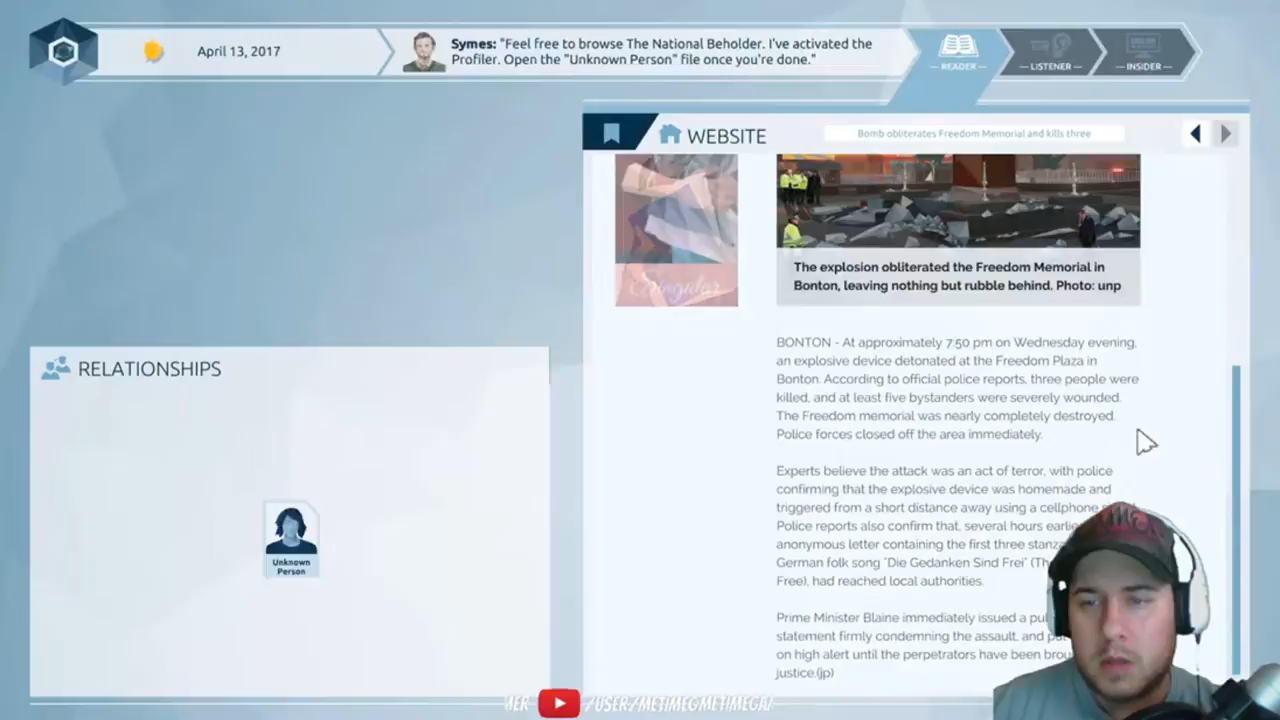 April 13, 2017
Symes: "Feel free to browse The National Beholder. I've activated the
Profiler. Open the "Unknown Person" file once you're done."
READER
LISTENER
INSIDER
WEBSITE
Bomb obliterates Freedom Memorial and kills three
The explosion obliterated the Freedom Memorial in
Bonton, leaving nothing but rubble behind. Photo: unp
BONTON - At approximately 7:50 pm on Wednesday evening,
an explosive device detonated at the Freedom Plaza in
Bonton. According to official police reports, three people were
killed, and at least five bystanders were severely wounded.
The Freedom memorial was nearly completely destroyed.
Police forces closed off the area immediately.
Experts believe the attack was an act of terror, with police
confirming that the explosive device was homemade and
triggered from a short distance away using a cellphone
Police reports also confirm that, several hours
anonymous letter containing the first three
German folk song "Die Gedanken Sind Frei"
Free), had reached local authorities.
Prime Minister Blaine immediately issued a
statement firmly condemning the assault, and
on high alert until the perpetrators have been
justice.(jp)
RELATIONSHIPS
Unknown
Person
/USER/METIMEG